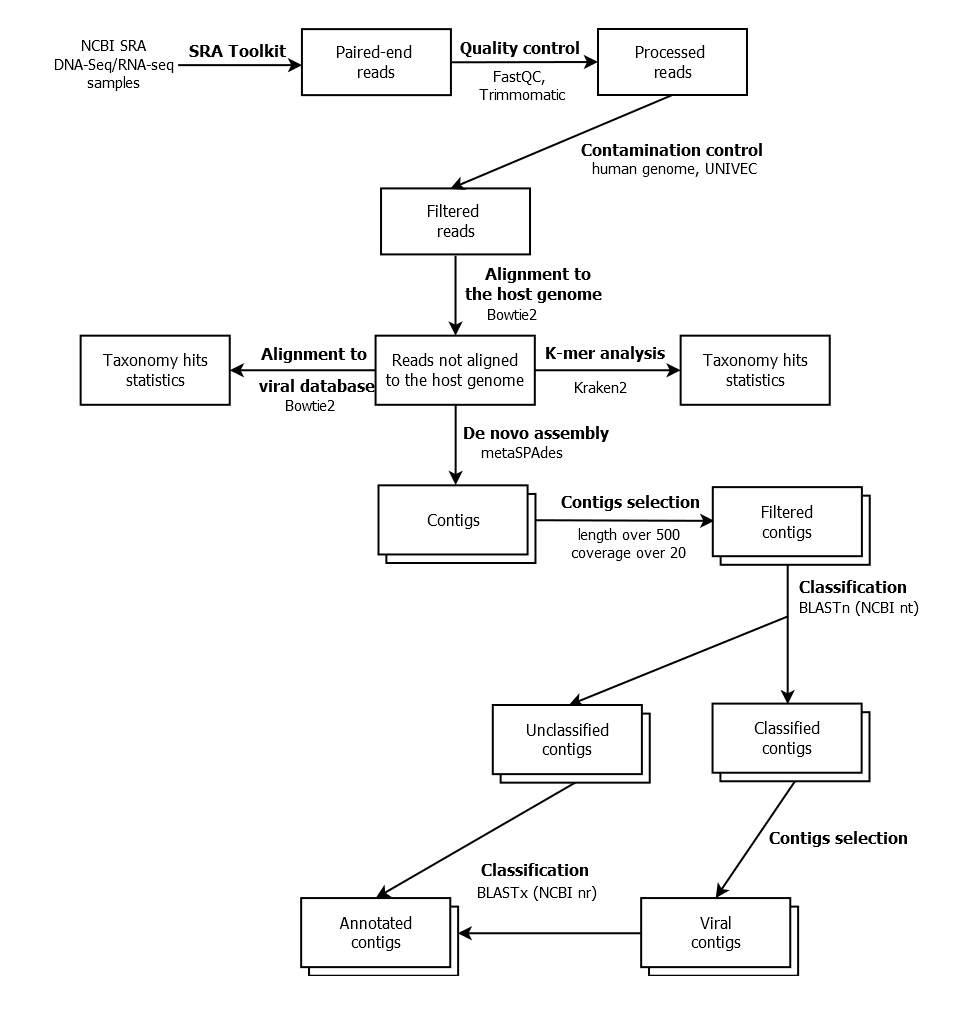 NCBI SRA
DNA-Seq/RNA-seq
samples
SRA Toolkit
Paired-end
reads
Quality control
FastQC,
Trimmomatic
Processed
reads
Contamination control
human genome, UNIVEC
Filtered
reads
Alignment to
the host genome
Bowtie2
Taxonomy hits
statistics
Alignment to
viral database
Bowtie2
Reads not aligned
to the host genome
K-mer analysis
Kraken2
Taxonomy hits
statistics
De novo assembly
metaSPAdes
Contigs
Contigs selection
length over 500
coverage over 20
Filtered
contigs
Classification
BLASTn (NCBI nt)
Unclassified
contigs
Classified
contigs
Contigs selection
Classification
BLASTx (NCBI nr)
Annotated
contigs
Viral
contigs